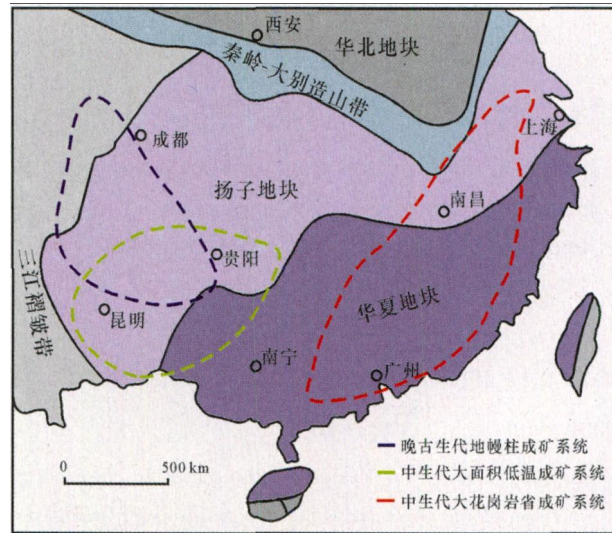 西安
华北地块
秦岭-大别造山带
上海
成都
扬子地块
南昌
贵阳
三江褶皱带
昆明
华夏地块
南宁
广州
晚古生代地幔柱成矿系统
中生代大面积低温成矿系统
中生代大花岗岩省成矿系统
0 500 km